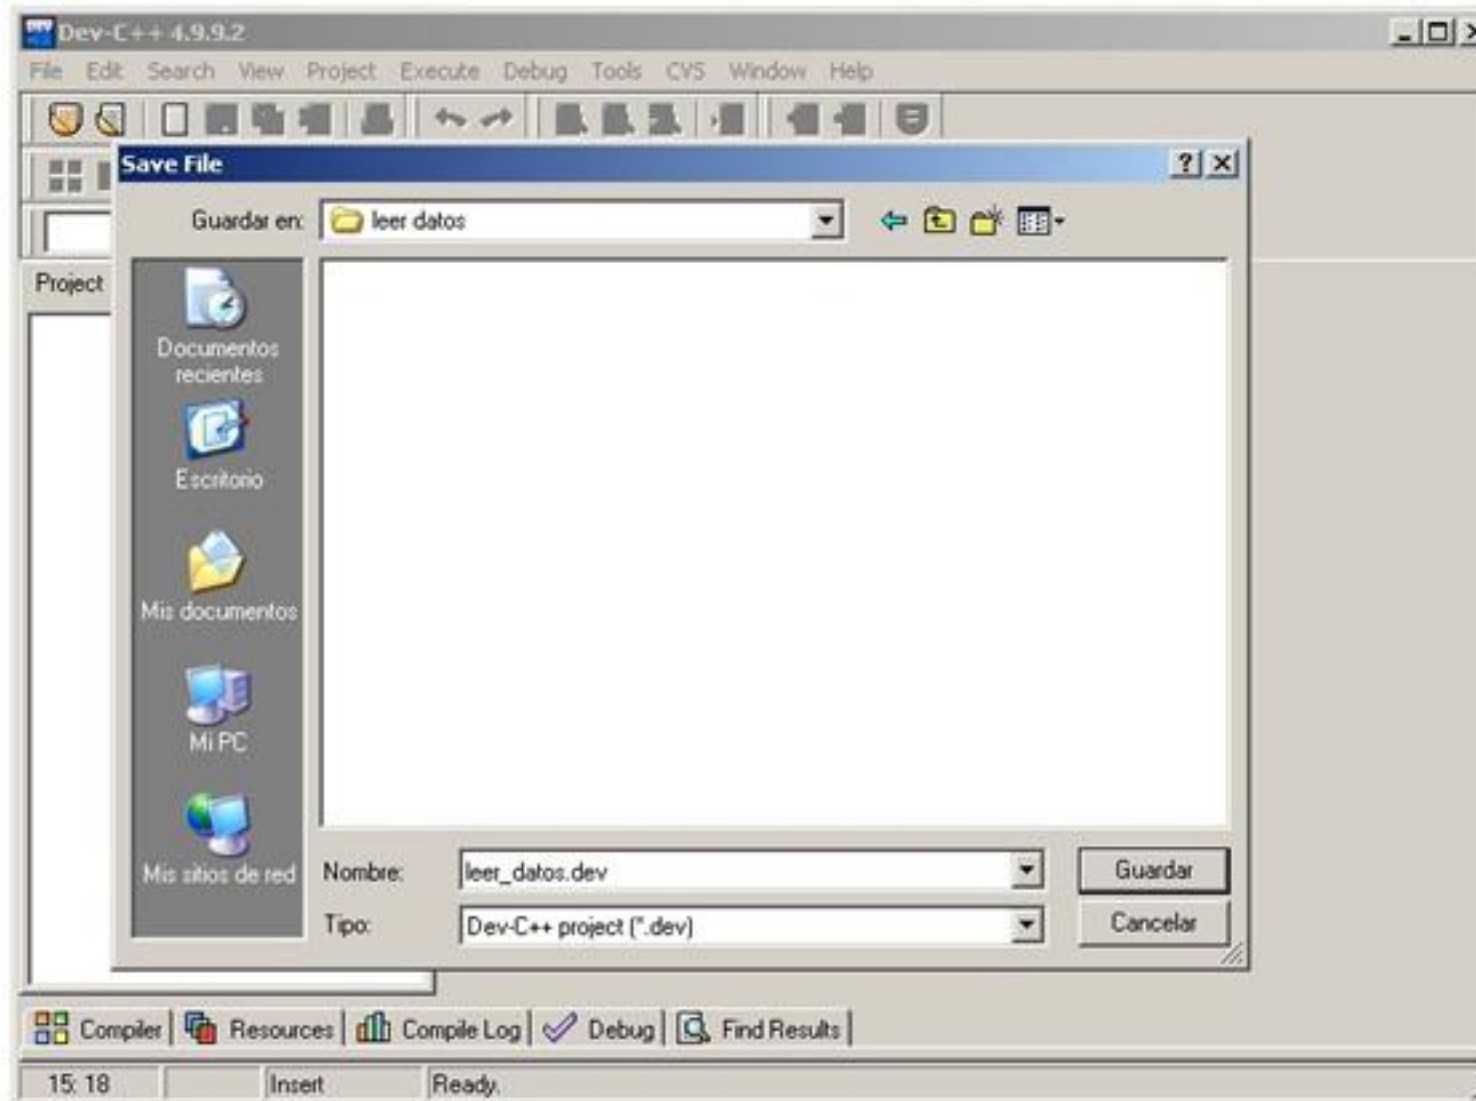 Dev-C++ 4.9.9.2
File Edit Search View Project Execute Debug Tools CVS Window Help
Save File
Guardar en: leer datos
Project
Documentos
recientes
Escritorio
Mis documentos
Mi PC
Mis sitios de red
Nombre: leer_datos.dev Guardar
Tipo: Dev-C++ project (*.dev) Cancelar
Compiler Resources Compile Log Debug Find Results
15: 18 Insert Ready.